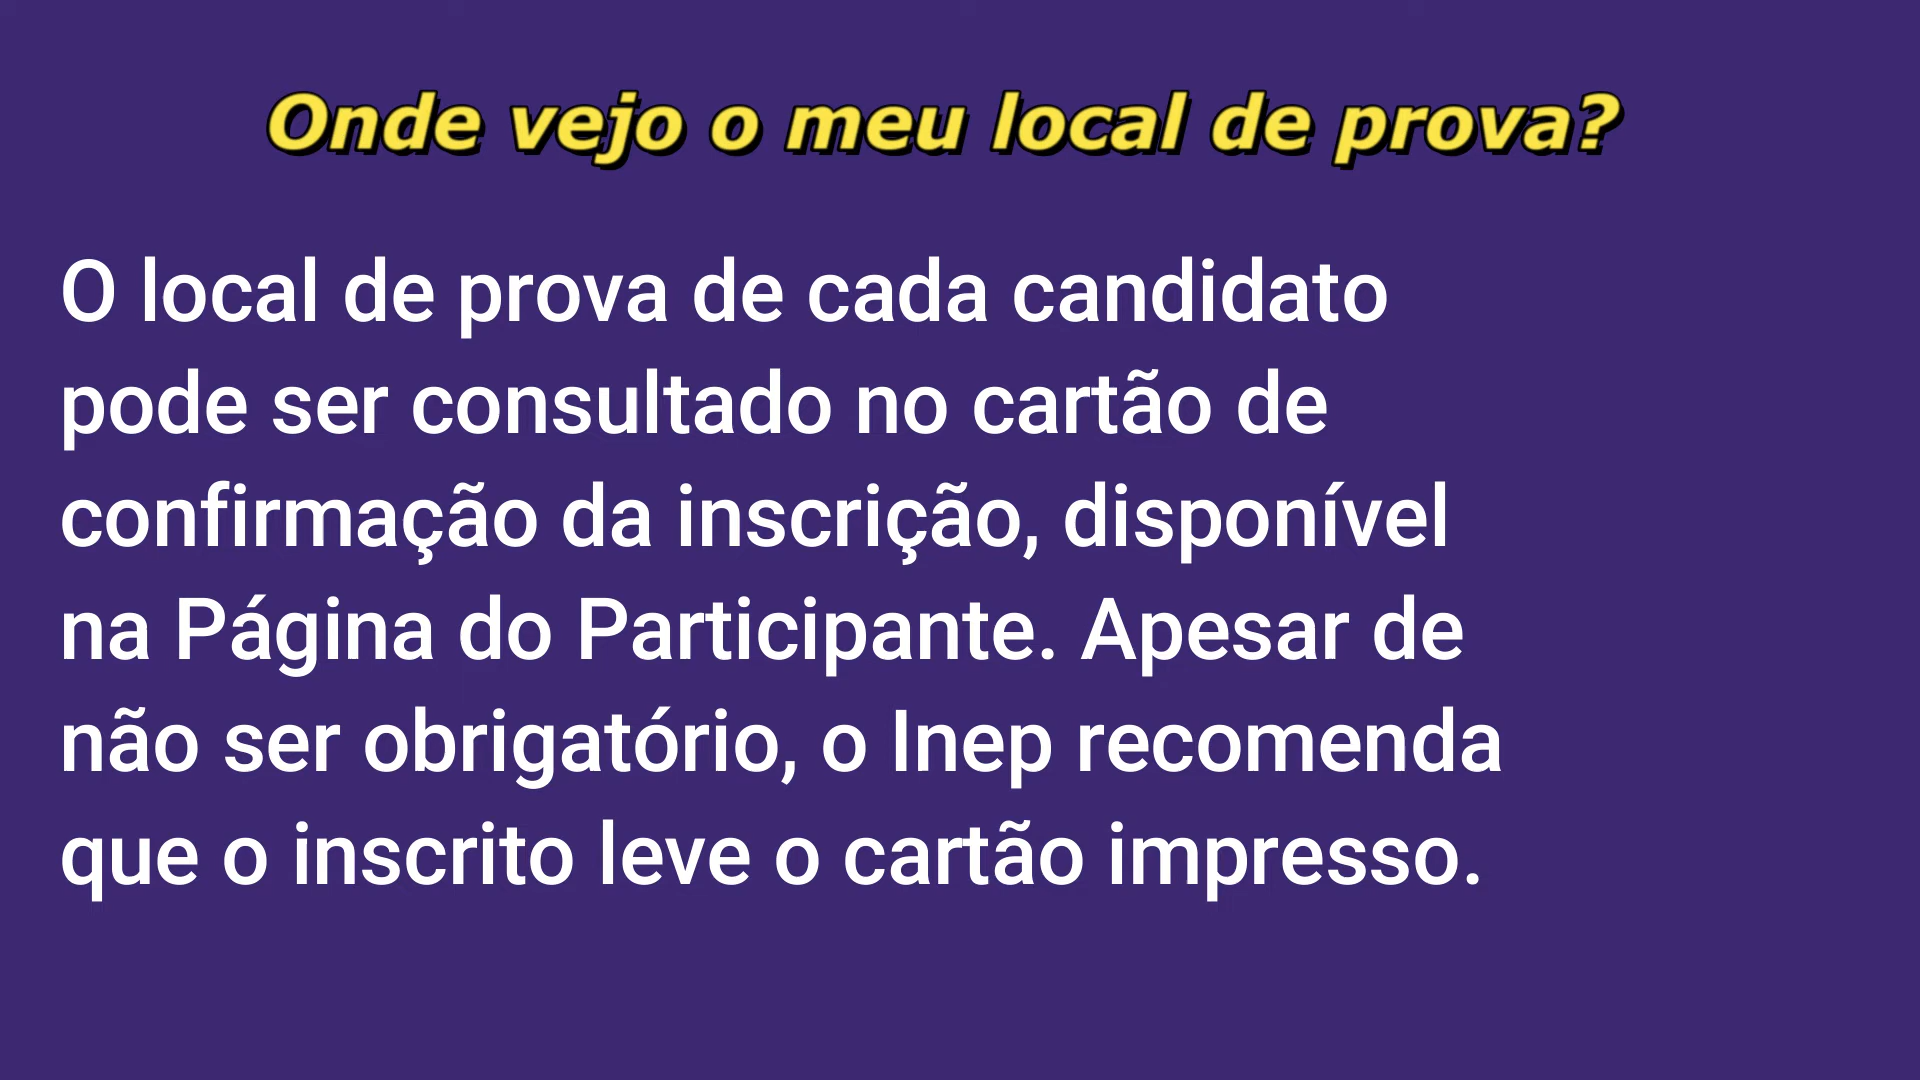 Onde vejo o meu local de prova?
O local de prova de cada candidato
pode ser consultado no cartão de
confirmação da inscrição, disponível
na Página do Participante. Apesar de
não ser obrigatório, o Inep recomenda
que o inscrito leve o cartão impresso.